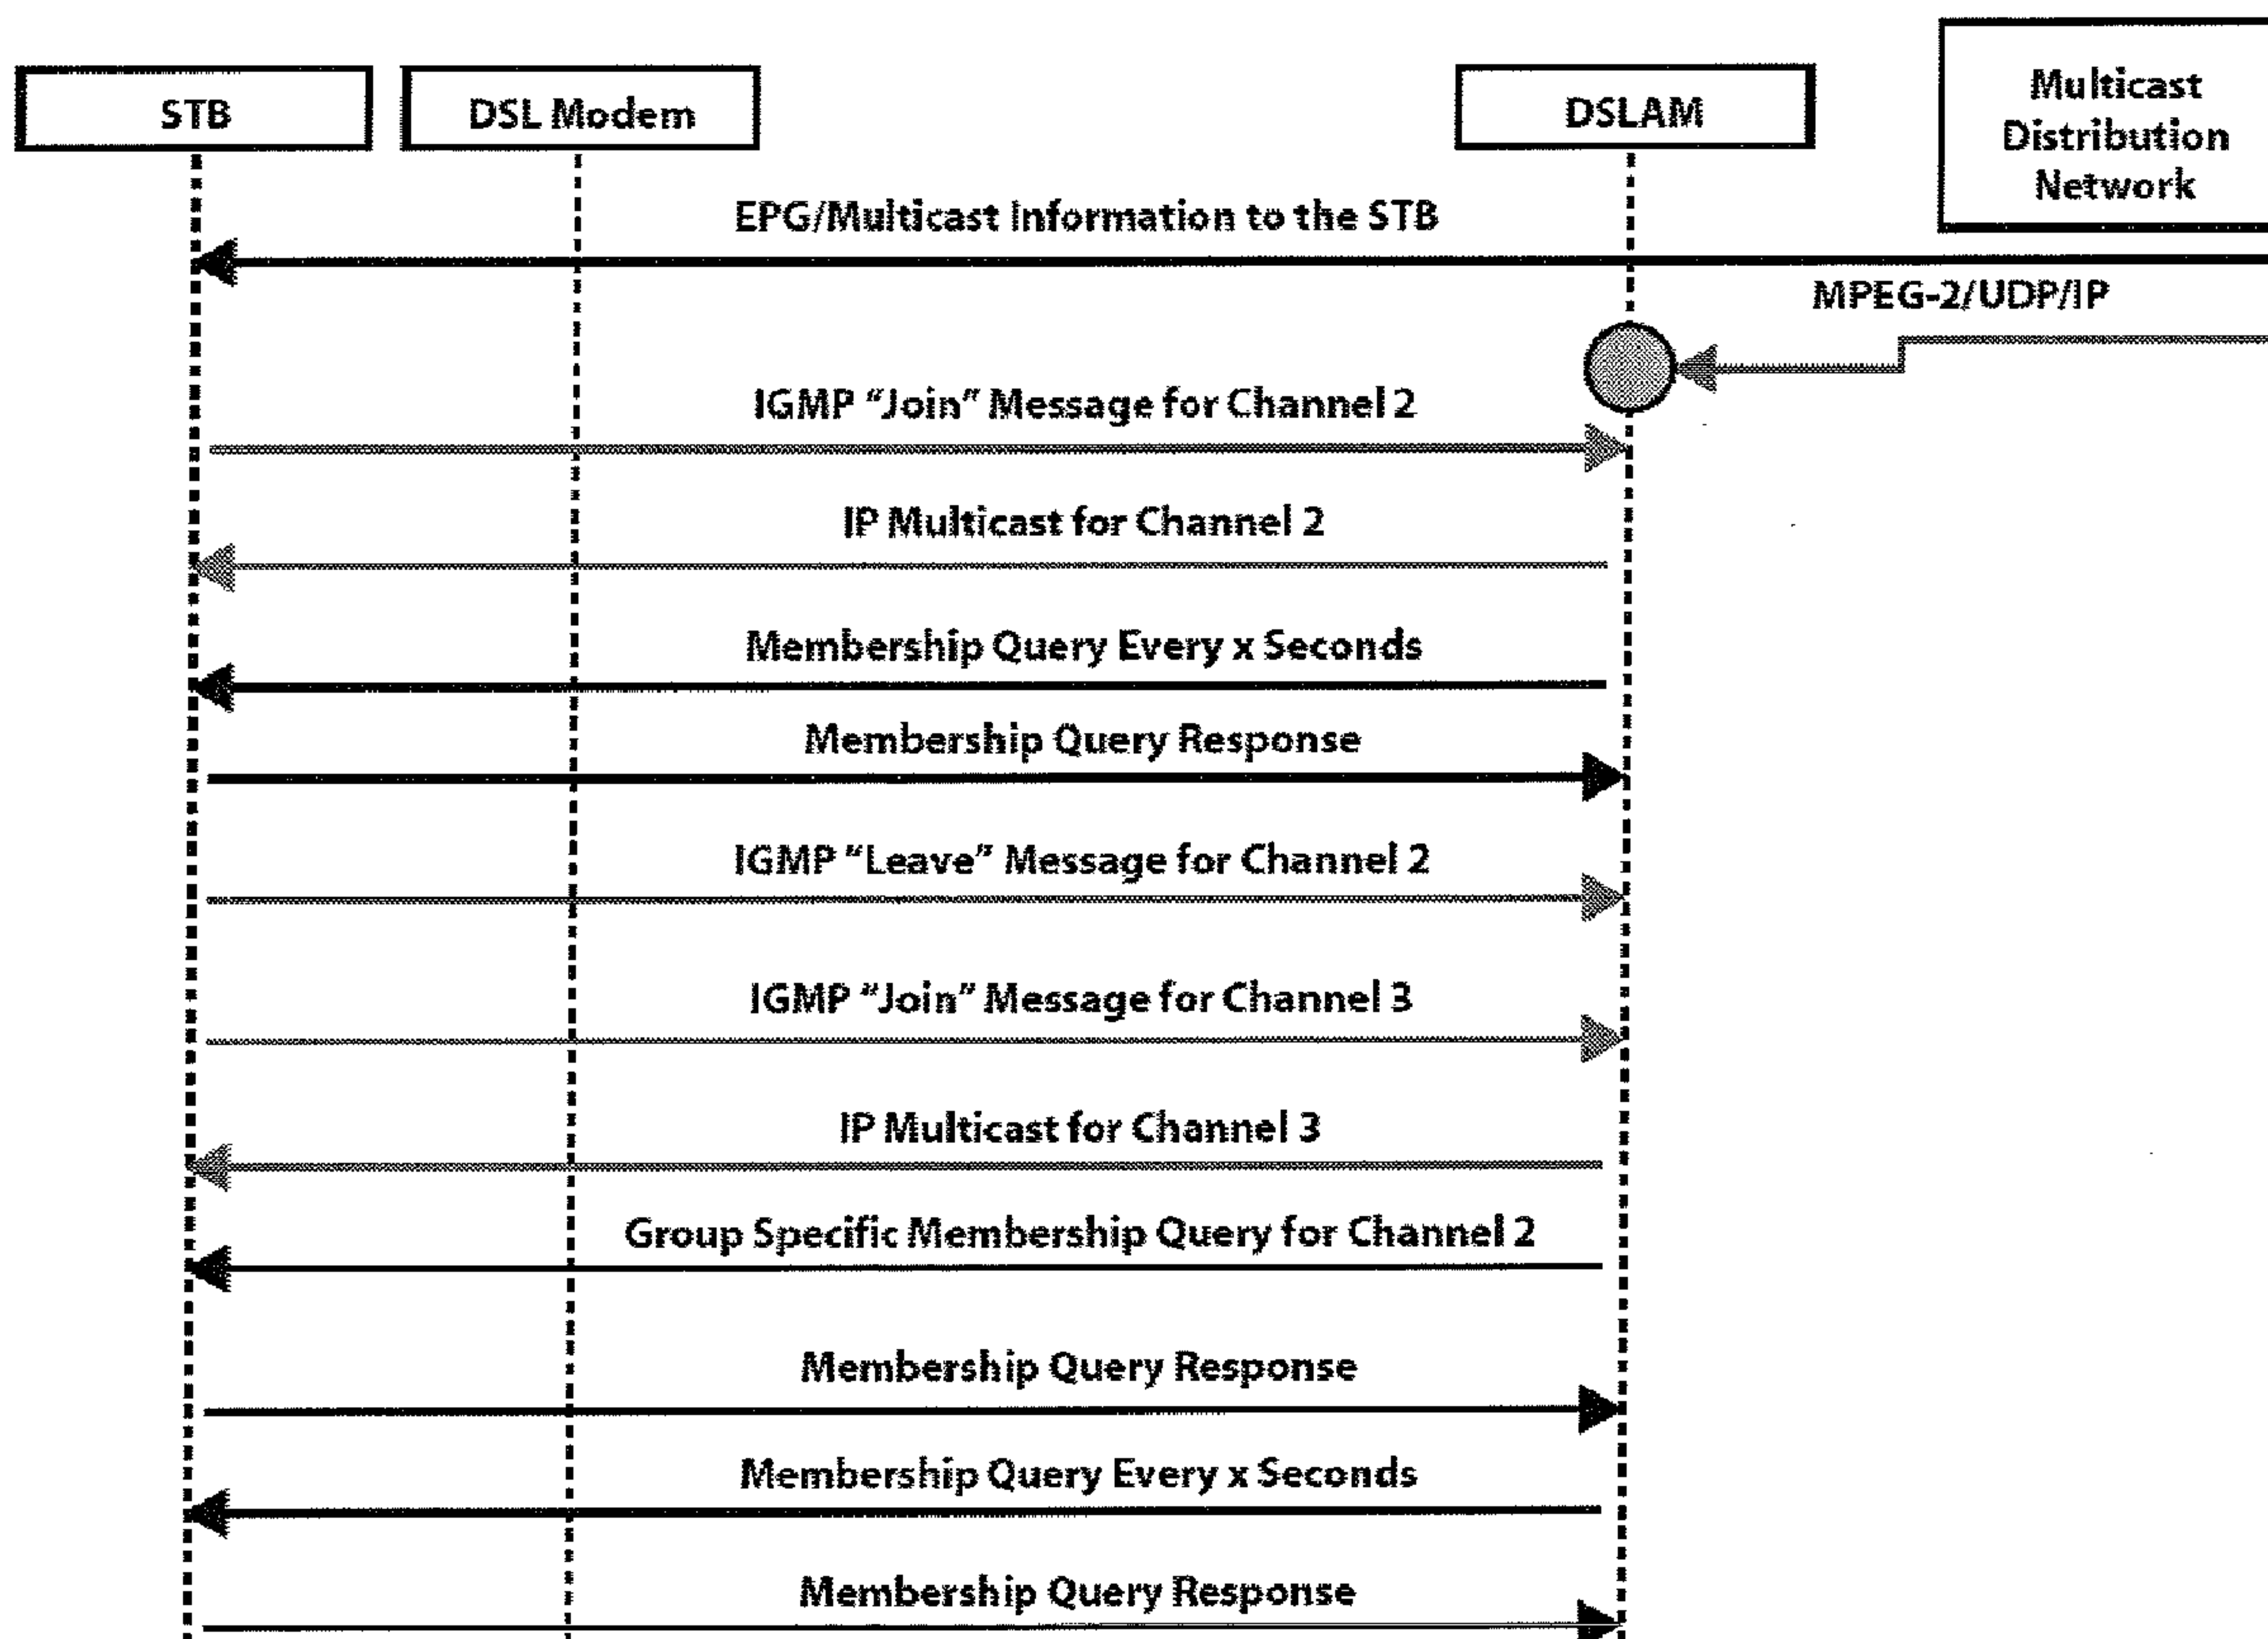 STB
DSL Modem
DSLAM
Multicast
Distribution
Network
EPG/Multicast Information to the STB
MPEG-2/UDP/IP
IGMP “Join” Message for Channel 2
IP Multicast for Channel 2
Membership Query Every x Seconds
Membership Query Response
IGMP “Leave” Message for Channel 2
IGMP “Join” Message for Channel 3
IP Multicast for Channel 3
Group Specific Membership Query for Channel 2
Membership Query Response
Membership Query Every x Seconds
Membership Query Response